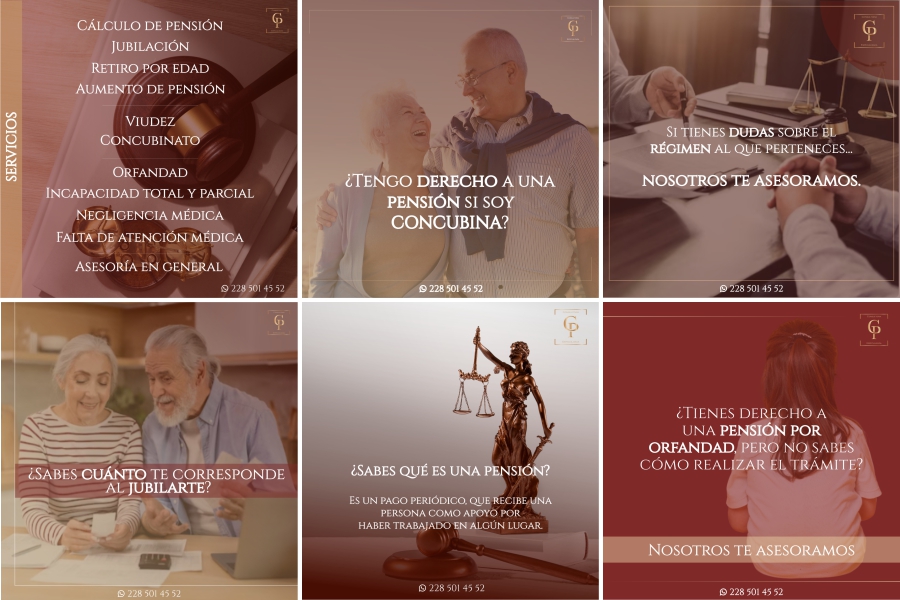 SERVICIOS
CÁLCULO DE PENSIÓN
JUBILACIÓN
RETIRO POR EDAD
AUMENTO DE PENSIÓN
VIUDEZ
CONCUBINATO
ORFANDAD
INCAPACIDAD TOTAL Y PARCIAL
NEGLIGENCIA MÉDICA
FALTA DE ATENCIÓN MÉDICA
ASESORÍA EN GENERAL
228 501 45 52
GP
¿TENGO DERECHO A UNA
PENSIÓN SI SOY
CONCUBINA?
228 501 45 52
GP
SI TIENES DUDAS SOBRE EL
RÉGIMEN AL QUE PERTENECES...
NOSOTROS TE ASESORAMOS.
228 501 45 52
GP
¿SABES CUÁNTO TE CORRESPONDE
AL JUBILARTE?
228 501 45 52
GP
¿SABES QUÉ ES UNA PENSIÓN?
ES UN PAGO PERIÓDICO, QUE RECIBE UNA
PERSONA COMO APOYO POR
HABER TRABAJADO EN ALGÚN LUGAR.
228 501 45 52
GP
¿TIENES DERECHO A
UNA PENSIÓN POR
ORFANDAD, PERO NO SABES
CÓMO REALIZAR EL TRÁMITE?
NOSOTROS TE ASESORAMOS
228 501 45 52